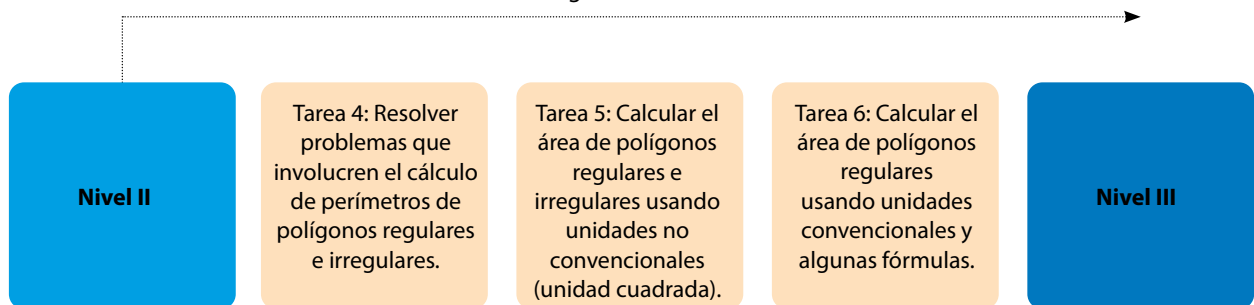 Nivel II
Tarea 4: Resolver
problemas que
involucren el cálculo
de perímetros de
polígonos regulares
e irregulares.
Tarea 5: Calcular el
área de polígonos
regulares e
irregulares usando
unidades no
convencionales
(unidad cuadrada).
Tarea 6: Calcular el
área de polígonos
regulares
usando unidades
convencionales y
algunas fórmulas.
Nivel III